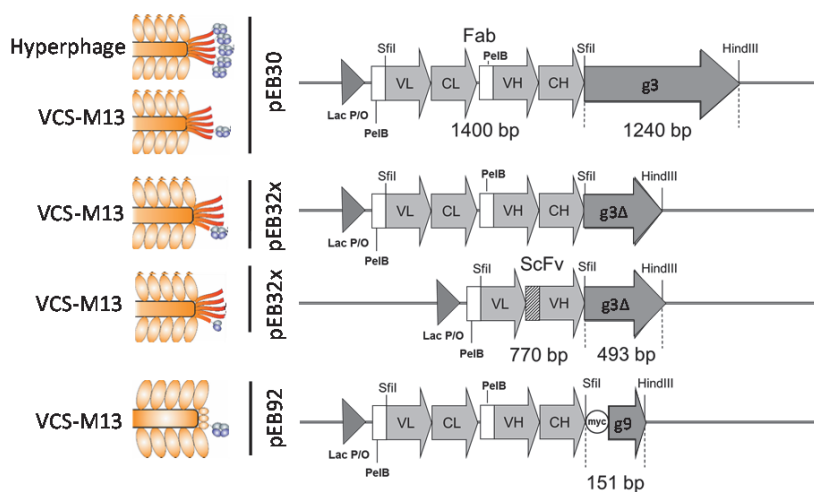 Hyperphage
VCS-M13
pEB30
Fab
SfiI PelB SfiI HindIII
VL CL VH CH g3
Lac P/O
PelB
1400 bp 1240 bp
VCS-M13
pEB32x
SfiI PelB SfiI HindIII
VL CL VH CH g3Δ
Lac P/O
PelB
VCS-M13
pEB32x
ScFv
SfiI SfiI HindIII
VL VH g3Δ
Lac P/O
PelB
770 bp 493 bp
VCS-M13
pEB92
SfiI PelB SfiI HindIII
VL CL VH CH myc g9
Lac P/O
PelB
151 bp